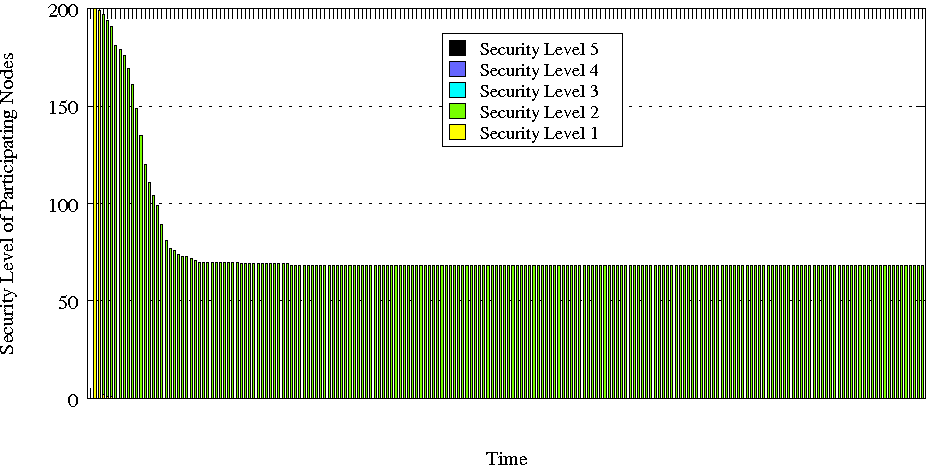 200
150
100
50
0
Security Level of Participating Nodes
Security Level 5
Security Level 4
Security Level 3
Security Level 2
Security Level 1
Time